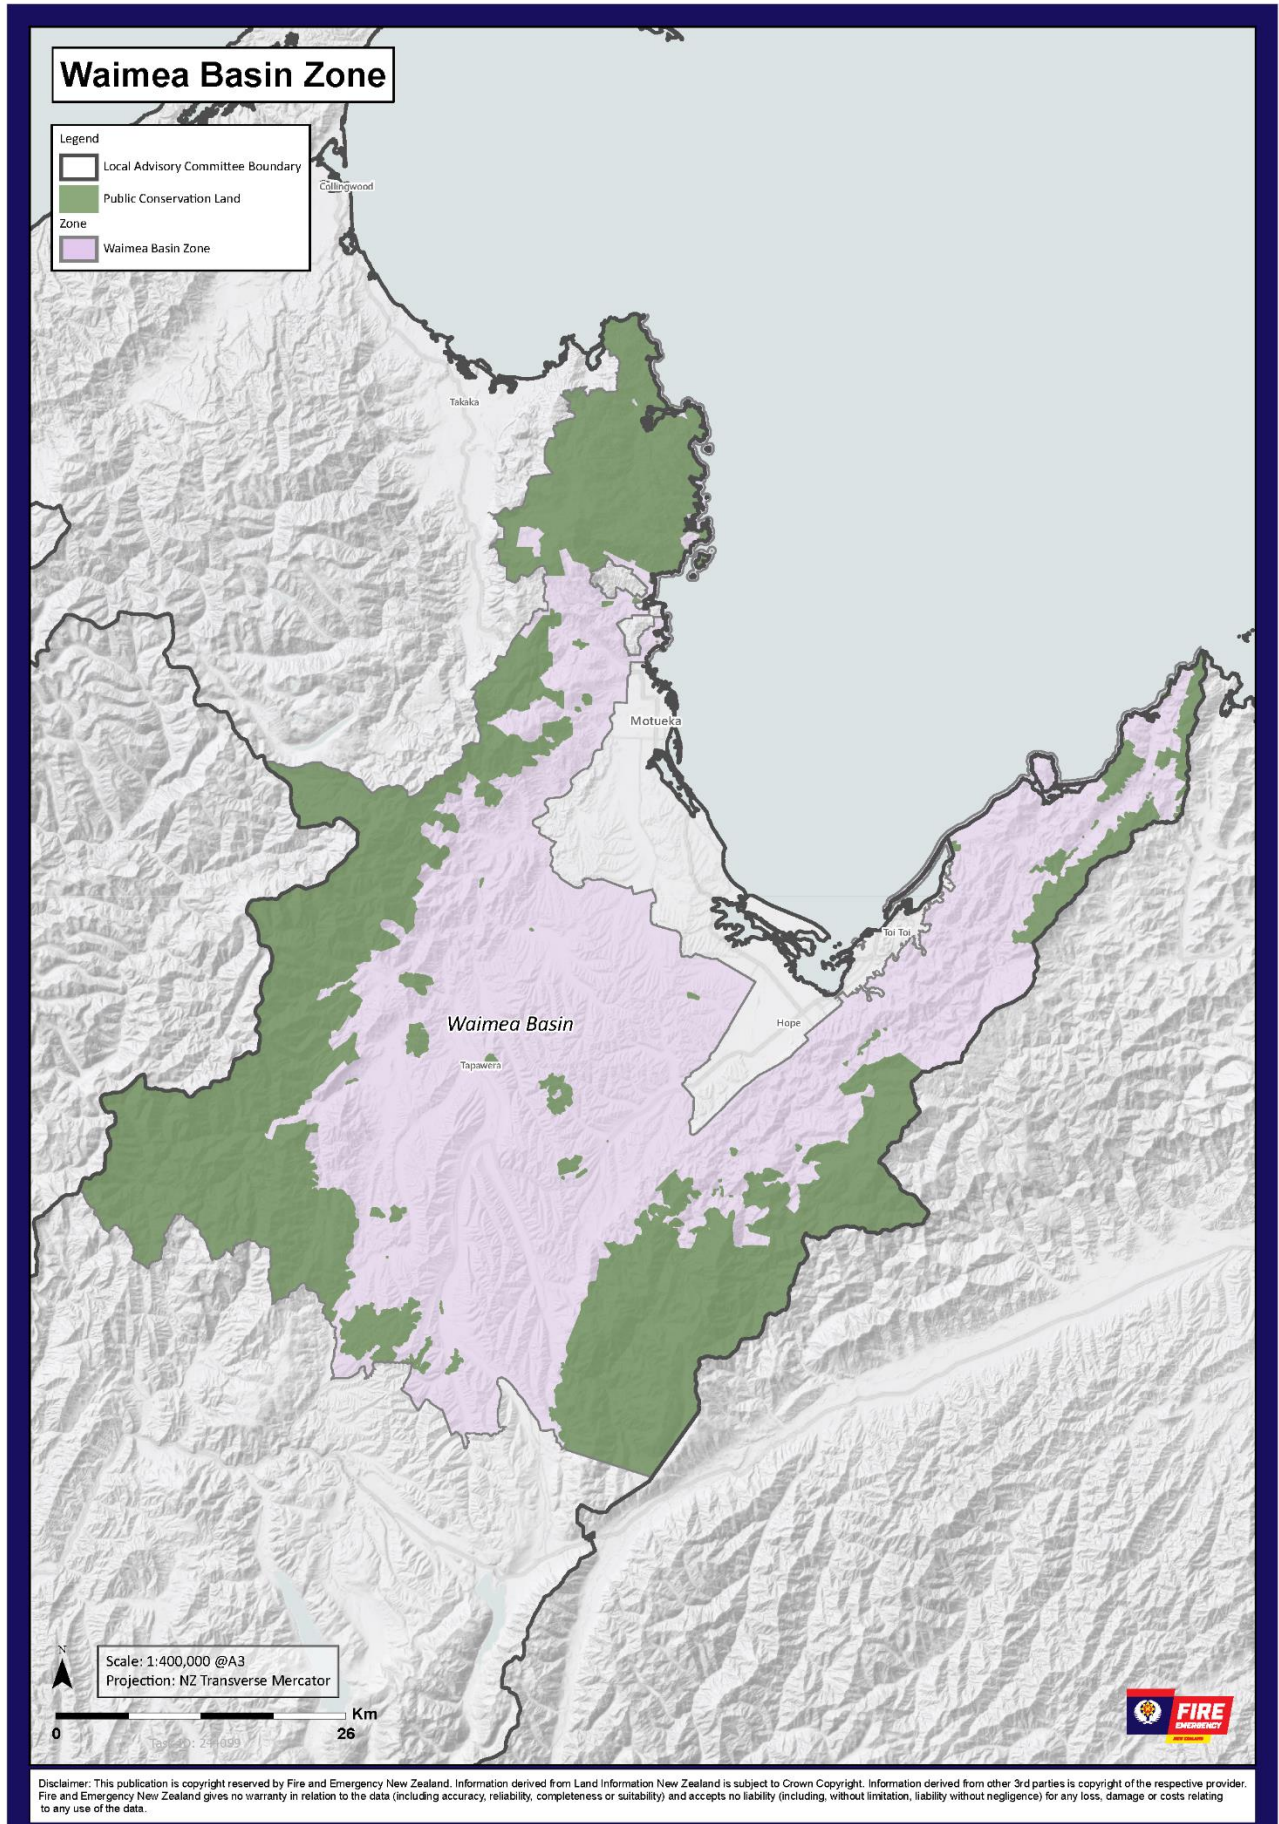 Waimea Basin Zone
Legend
Local Advisory Committee Boundary
Public Conservation Land
Zone
Waimea Basin Zone
Collingwood
Takaka
Motueka
Toi Toi
Waimea Basin
Hope
Tapawera
N
Scale: 1:400,000 @A3
Projection: NZ Transverse Mercator
Km
0
26
FIRE
EMERGENCY
NEW ZEALAND
Disclaimer: This publication is copyright reserved by Fire and Emergency New Zealand. Information derived from Land Information New Zealand is subject to Crown Copyright. Information derived from other 3rd parties is copyright of the respective provider.
Fire and Emergency New Zealand gives no warranty in relation to the data (including accuracy, reliability, completeness or suitability) and accepts no liability (including, without limitation, liability without negligence) for any loss, damage or costs relating
to any use of the data.